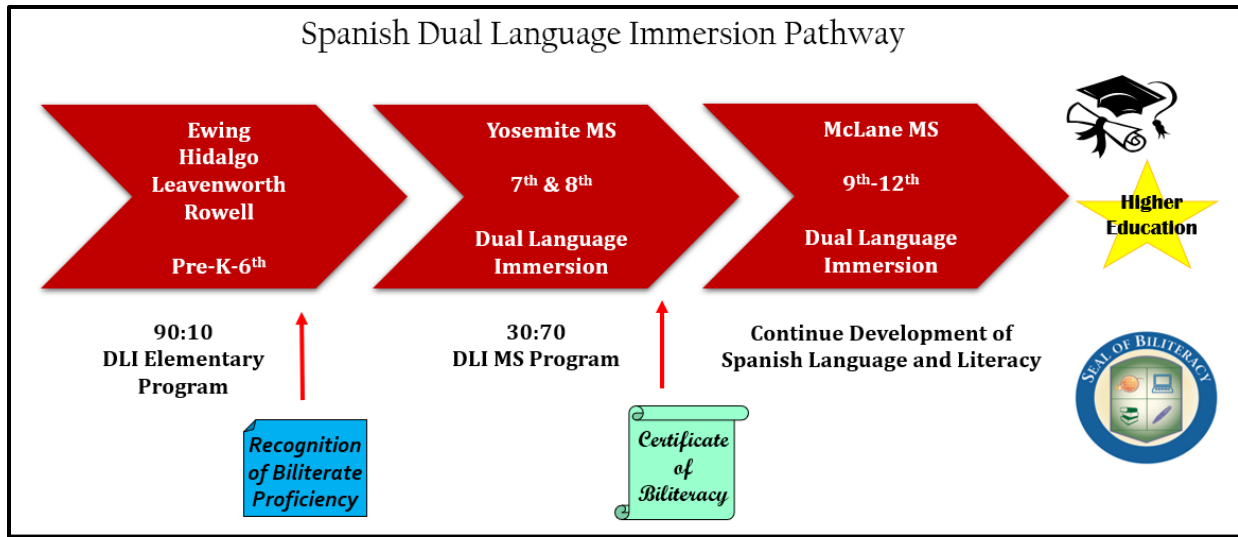 Spanish Dual Language Immersion Pathway
Ewing
Hidalgo
Leavenworth
Rowell
Pre-K-6th
Yosemite MS
7th & 8th
Dual Language
Immersion
McLane MS
9th-12th
Dual Language
Immersion
Higher
Education
90:10
DLI Elementary
Program
30:70
DLI MS Program
Continue Development of
Spanish Language and Literacy
Recognition
of Biliterate
Proficiency
Certificate
of
Biliteracy
SEAL OF BILITERACY